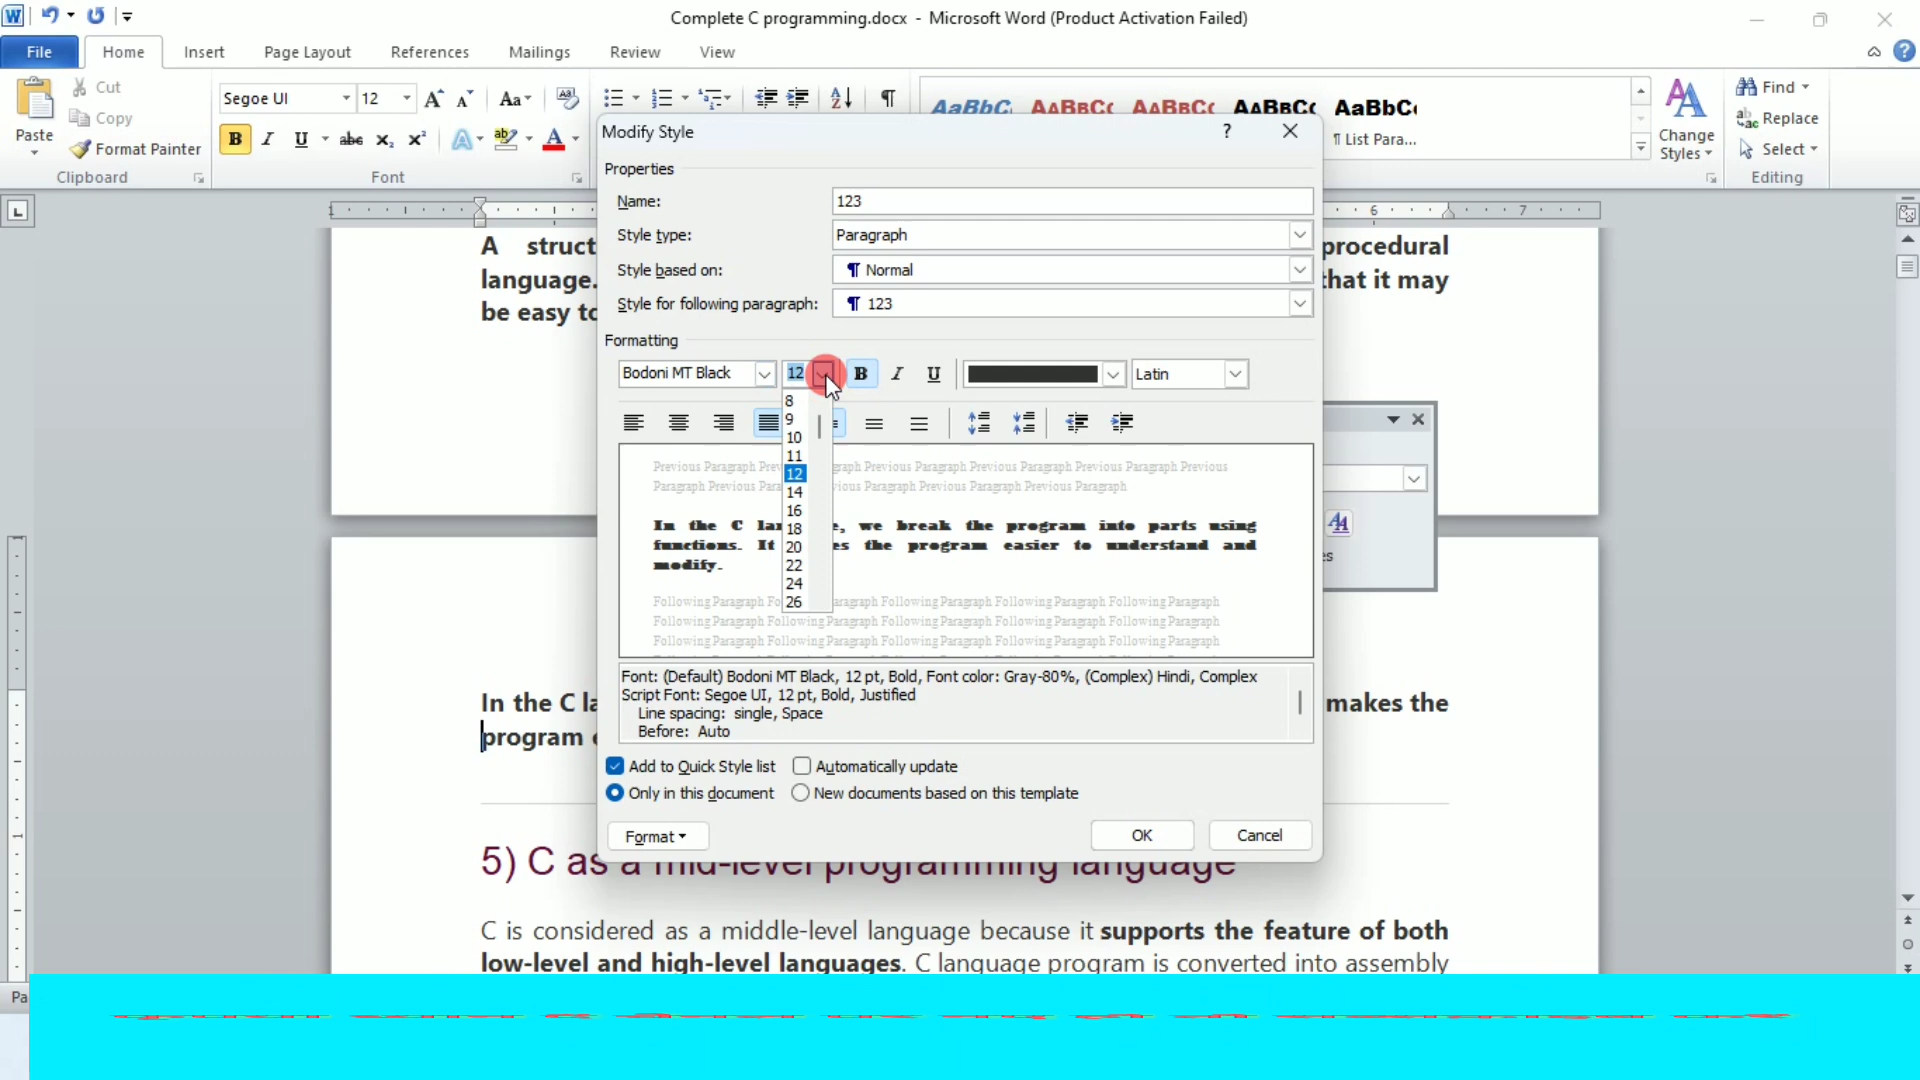 Complete C programming.docx - Microsoft Word (Product Activation Failed)
File Home Insert Page Layout References Mailings Review View
Paste
Cut
Copy
Format Painter
Clipboard
Segoe UI 12
Font
AaBbC AaBbCc AaBbCc AaBbCc AaBbCc
¶ List Para...
Change
Styles
Find
Replace
Select
Editing
Modify Style
Properties
Name: 123
Style type: Paragraph
Style based on: ¶ Normal
Style for following paragraph: ¶ 123
Formatting
Bodoni MT Black 12 B I U Latin
8
9
10
11
12
14
16
18
20
22
24
26
Previous Paragraph Previous Paragraph Previous Paragraph Previous Paragraph Previous
Paragraph Previous Paragraph Previous Paragraph
In the C we break the program into parts using
functions. It the program easier to understand and
modify.
Following Paragraph Following Paragraph Following Paragraph Following Paragraph
Following Paragraph Following Paragraph Following Paragraph Following Paragraph
Following Paragraph Following Paragraph Following Paragraph Following Paragraph
Font: (Default) Bodoni MT Black, 12 pt, Bold, Font color: Gray-80%, (Complex) Hindi, Complex
Script Font: Segoe UI, 12 pt, Bold, Justified
Line spacing: single, Space
Before: Auto
Add to Quick Style list Automatically update
Only in this document New documents based on this template
Format OK Cancel
A struct procedural
language. that it may
be easy to
In the C la makes the
program
5) C as a mid-level programming language
C is considered as a middle-level language because it supports the feature of both
low-level and high-level languages. C language program is converted into assembly